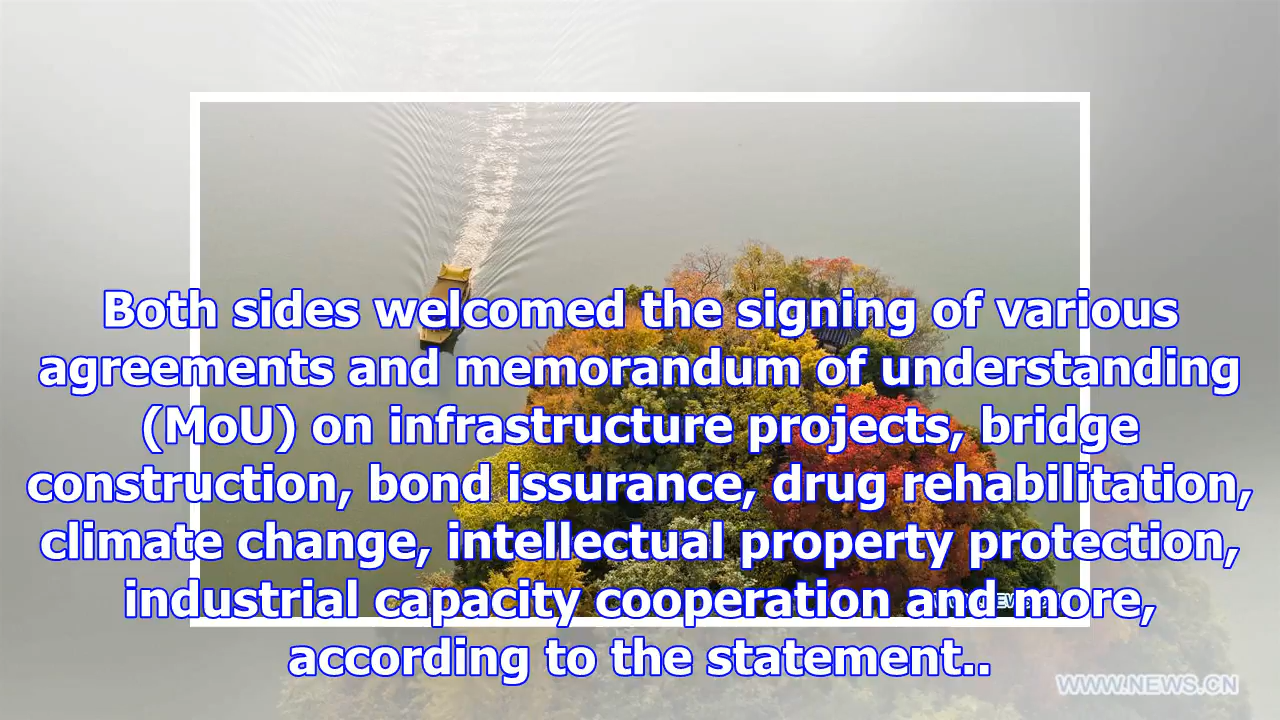 Both sides welcomed the signing of various
agreements and memorandum of understanding
(MoU) on infrastructure projects, bridge
construction, bond issurance, drug rehabilitation,
climate change, intellectual property protection,
industrial capacity cooperation and more,
according to the statement..
WWW.NEWS.CN